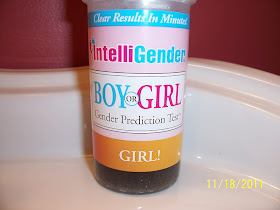 Clear Results In Minutes!
IntelliGender
BOY OR GIRL
Gender Prediction Test
GIRL!
11/18/2011